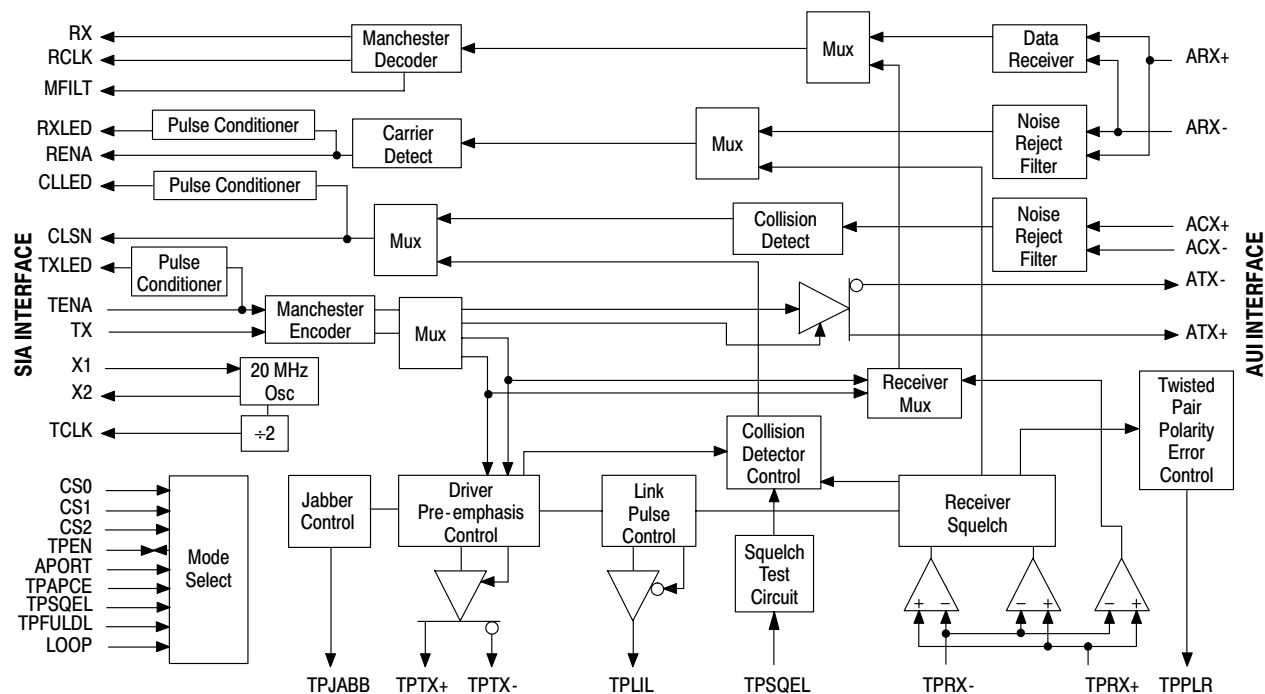 RX
RCLK
MFILT
RXLED
RENA
CLLED
CLSN
TXLED
TENA
TX
X1
X2
TCLK
CS0
CS1
CS2
TPEN
APORT
TPAPCE
TPSQEL
TPFULDL
LOOP
SIA INTERFACE
Manchester
Decoder
Mux
Data
Receiver
ARX+
Pulse Conditioner
Carrier
Detect
Mux
Noise
Reject
Filter
ARX-
Pulse Conditioner
Mux
Collision
Detect
Noise
Reject
Filter
ACX+
ACX-
Pulse
Conditioner
Manchester
Encoder
Mux
ATX-
ATX+
AUI INTERFACE
20 MHz
Osc
÷2
Receiver
Mux
Twisted
Pair
Polarity
Error
Control
Collision
Detector
Control
Mode
Select
Jabber
Control
Driver
Pre-emphasis
Control
Link
Pulse
Control
Receiver
Squelch
Squelch
Test
Circuit
+ - - + - +
TPJABB
TPTX+
TPTX-
TPLIL
TPSQEL
TPRX-
TPRX+
TPPLR